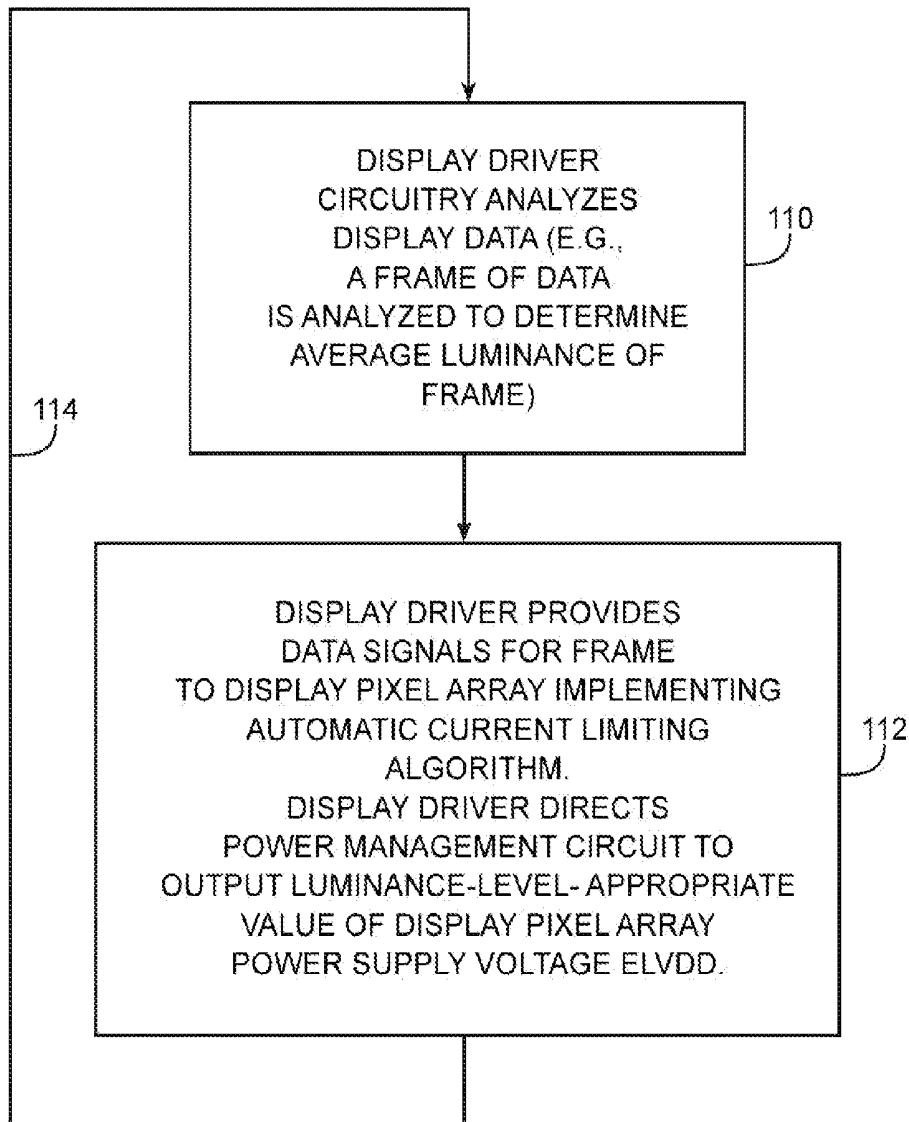 DISPLAY DRIVER
CIRCUITRY ANALYZES
DISPLAY DATA (E.G.,
A FRAME OF DATA
IS ANALYZED TO DETERMINE
AVERAGE LUMINANCE OF
FRAME)
110
114
DISPLAY DRIVER PROVIDES
DATA SIGNALS FOR FRAME
TO DISPLAY PIXEL ARRAY IMPLEMENTING
AUTOMATIC CURRENT LIMITING
ALGORITHM.
DISPLAY DRIVER DIRECTS
POWER MANAGEMENT CIRCUIT TO
OUTPUT LUMINANCE-LEVEL- APPROPRIATE
VALUE OF DISPLAY PIXEL ARRAY
POWER SUPPLY VOLTAGE ELVDD.
112